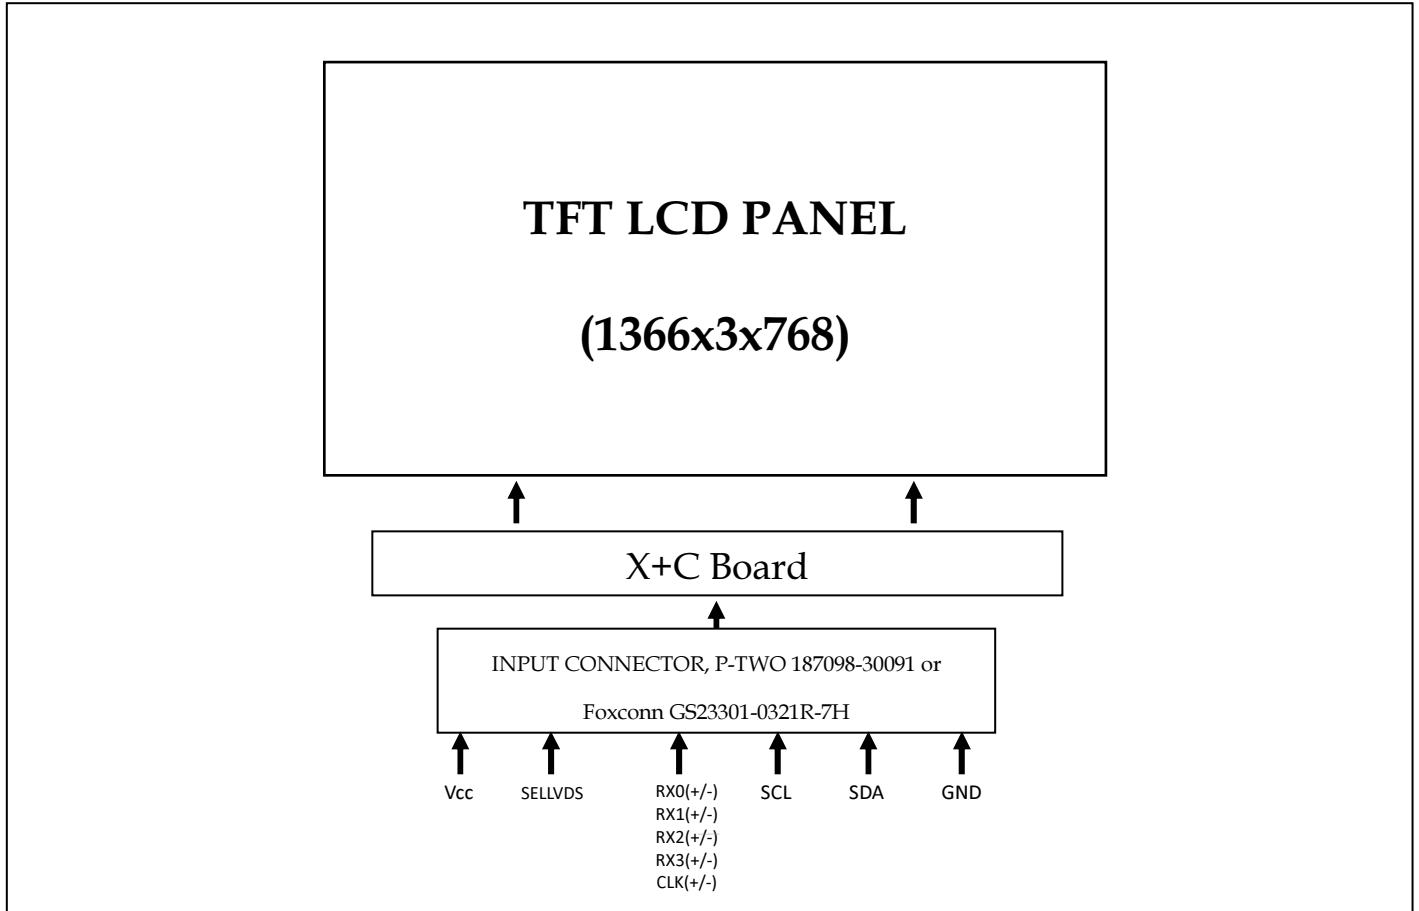 TFT LCD PANEL
(1366x3x768)
X+C Board
INPUT CONNECTOR, P-TWO 187098-30091 or
Foxconn GS23301-0321R-7H
Vcc
SELLVDS
RX0(+/-)
RX1(+/-)
RX2(+/-)
RX3(+/-)
CLK(+/-)
SCL
SDA
GND